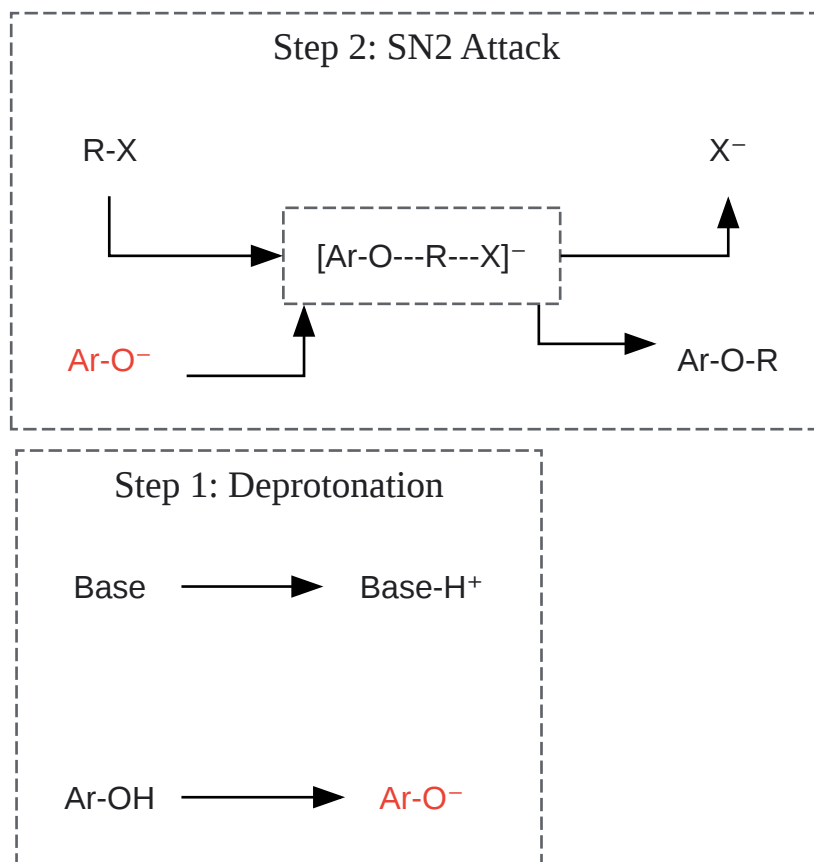 Step 2: SN2 Attack
R-X
X⁻
[Ar-O---R---X]⁻
Ar-O⁻
Ar-O-R
Step 1: Deprotonation
Base
Base-H⁺
Ar-OH
Ar-O⁻